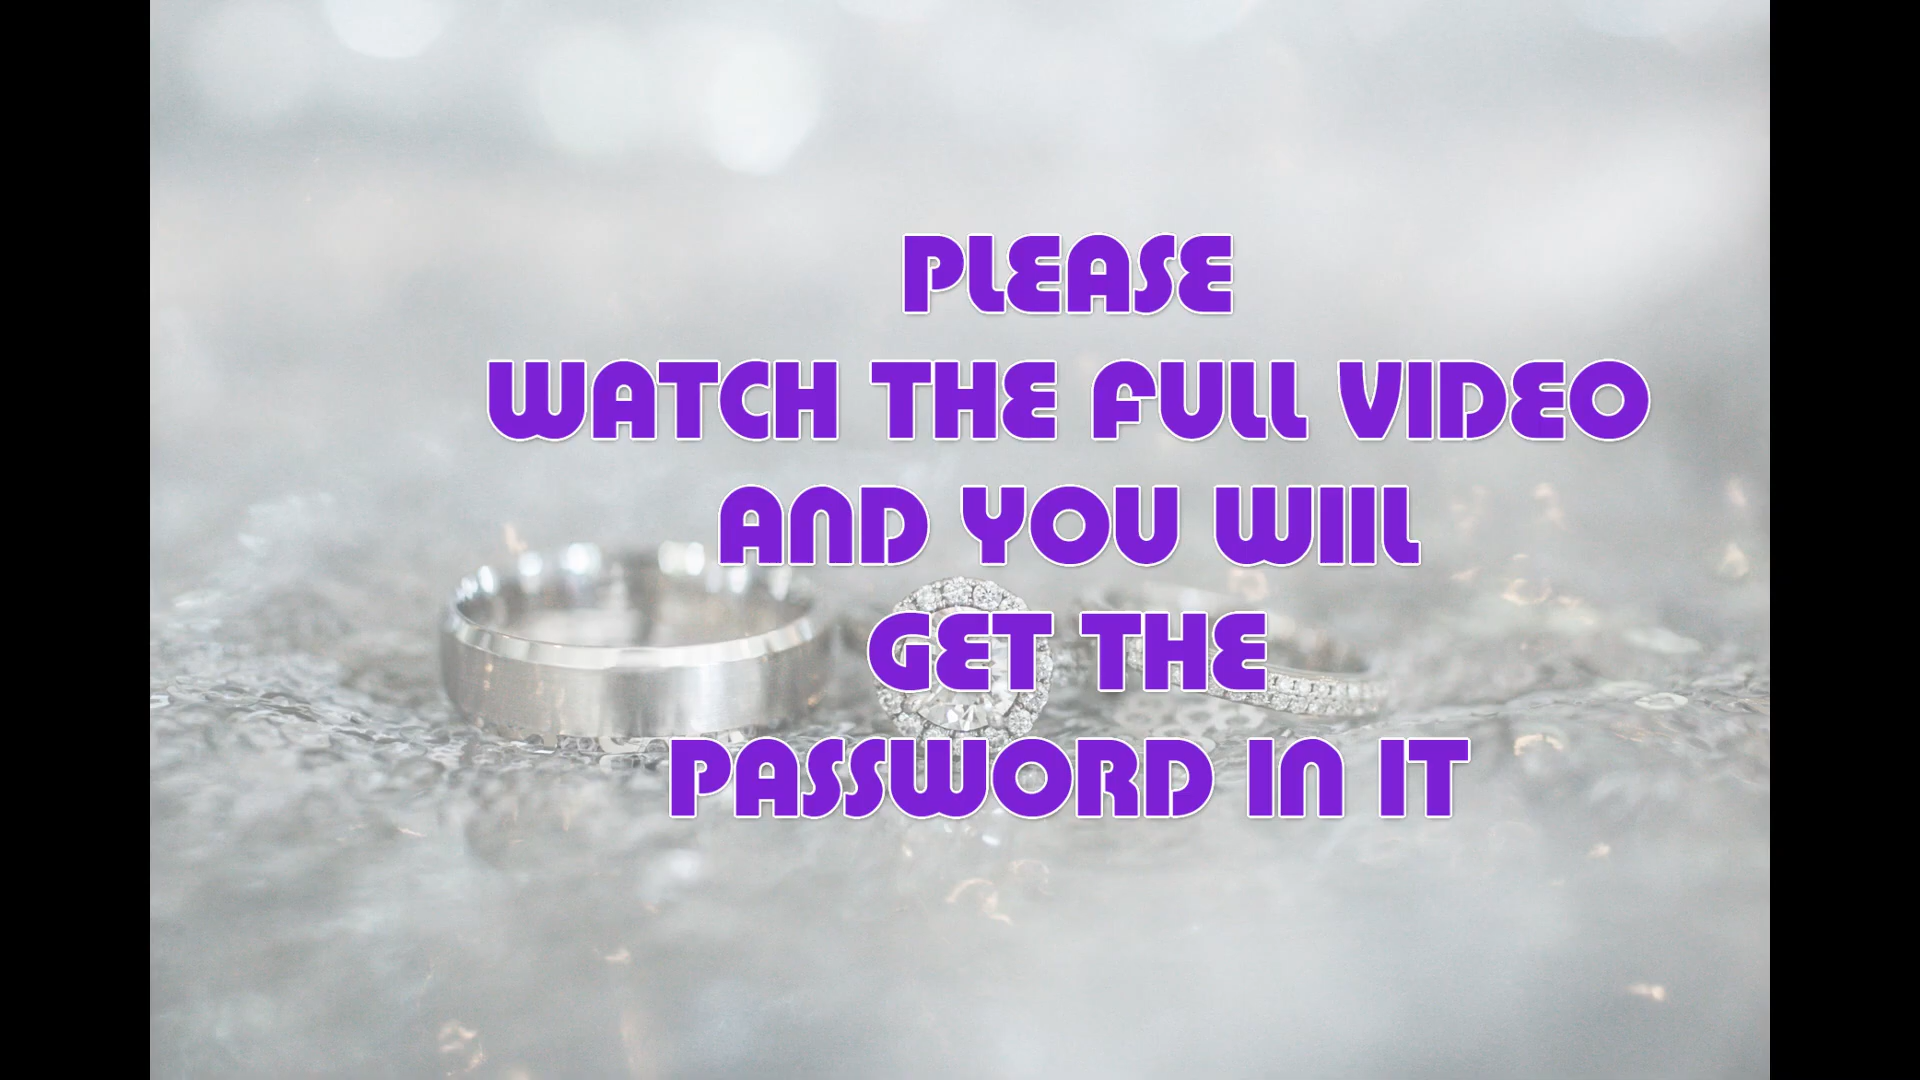 PLEASE
WATCH THE FULL VIDEO
AND YOU WIIL
GET THE
PASSWORD IN IT